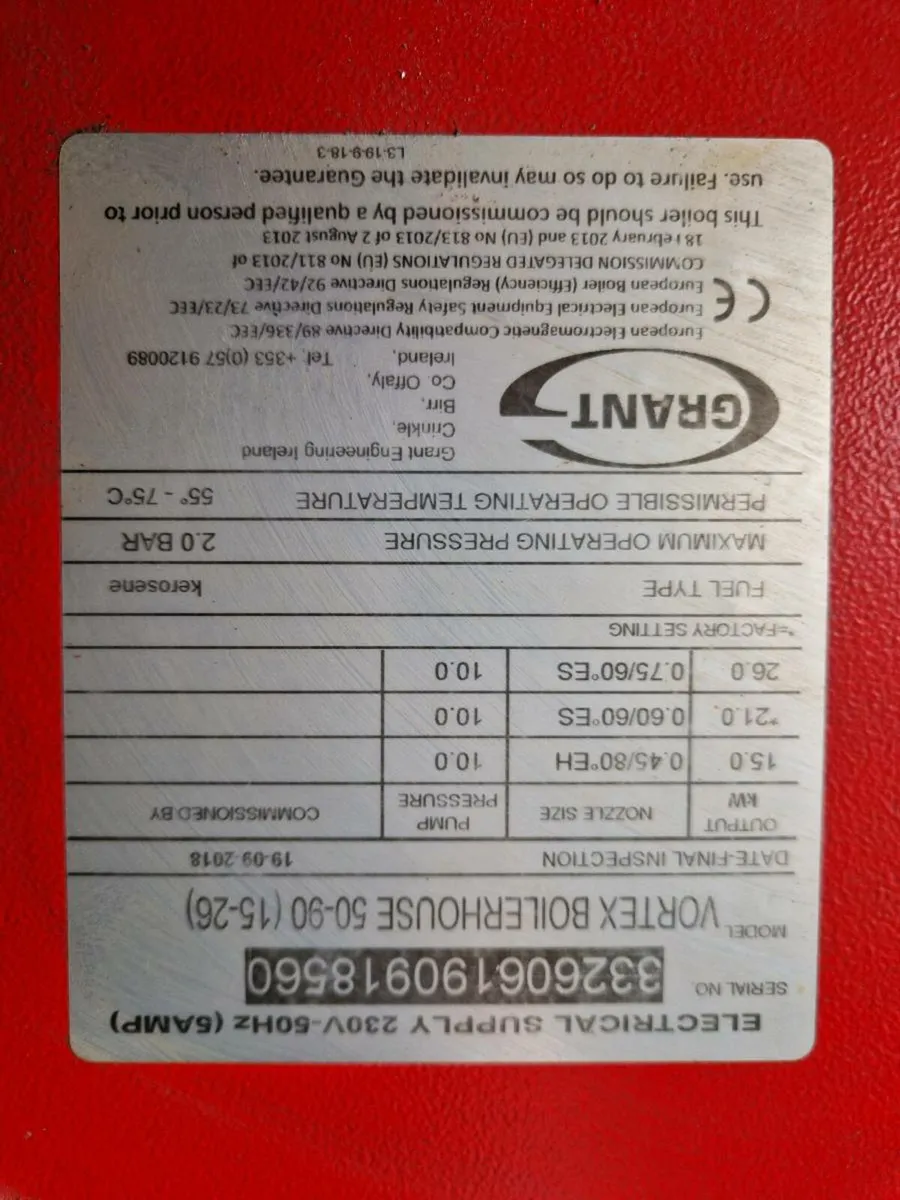 ELECTRICAL SUPPLY 230V-50Hz (5AMP)
SERIAL NO 332606190918560
MODEL VORTEX BOILERHOUSE 50-90 (15-26)
DATE-FINAL INSPECTION 19-09-2018
OUTPUT kW NOZZLE SIZE PUMP PRESSURE COMMISSIONED BY
15.0 0.45/80°EH 10.0
*21.0 0.60/60°ES 10.0
26.0 0.75/60°ES 10.0
*=FACTORY SETTING
FUEL TYPE kerosene
MAXIMUM OPERATING PRESSURE 2.0 BAR
PERMISSIBLE OPERATING TEMPERATURE 55° - 75°C
GRANT
Grant Engineering Ireland
Crinkle,
Birr,
Co. Offaly,
Ireland. Tel: +353 (0)57 9120089
CE
European Electromagnetic Compatibility Directive 89/336/EEC
European Electrical Equipment Safety Regulations Directive 73/23/EEC
European Boiler (Efficiency) Regulations Directive 92/42/EEC
COMMISSION DELEGATED REGULATIONS (EU) No 811/2013 of
18 February 2013 and (EU) No 813/2013 of 2 August 2013
This boiler should be commissioned by a qualified person prior to
use. Failure to do so may invalidate the Guarantee.
L3-19-9-18-3